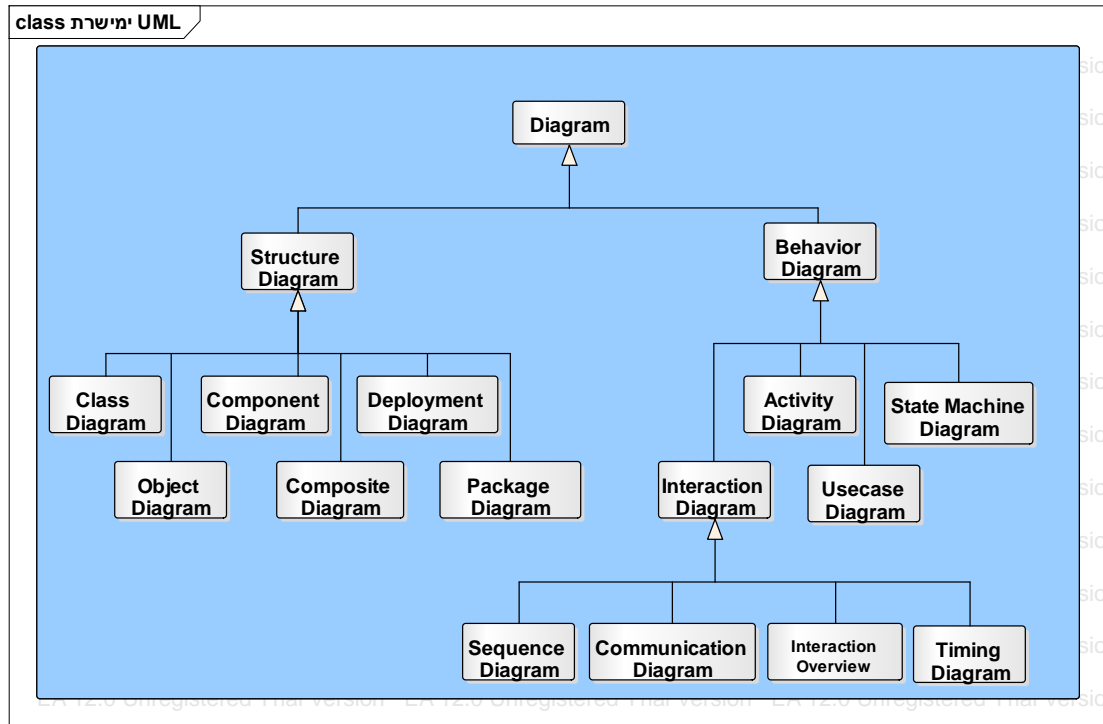 class ימישרת UML
Diagram
Structure
Diagram
Behavior
Diagram
Class
Diagram
Component
Diagram
Deployment
Diagram
Activity
Diagram
State Machine
Diagram
Object
Diagram
Composite
Diagram
Package
Diagram
Interaction
Diagram
Usecase
Diagram
Sequence
Diagram
Communication
Diagram
Interaction
Overview
Timing
Diagram
EA 12.0 Unregistered Trial Version EA 12.0 Unregistered Trial Version EA 12.0 Unregistered Trial Versio